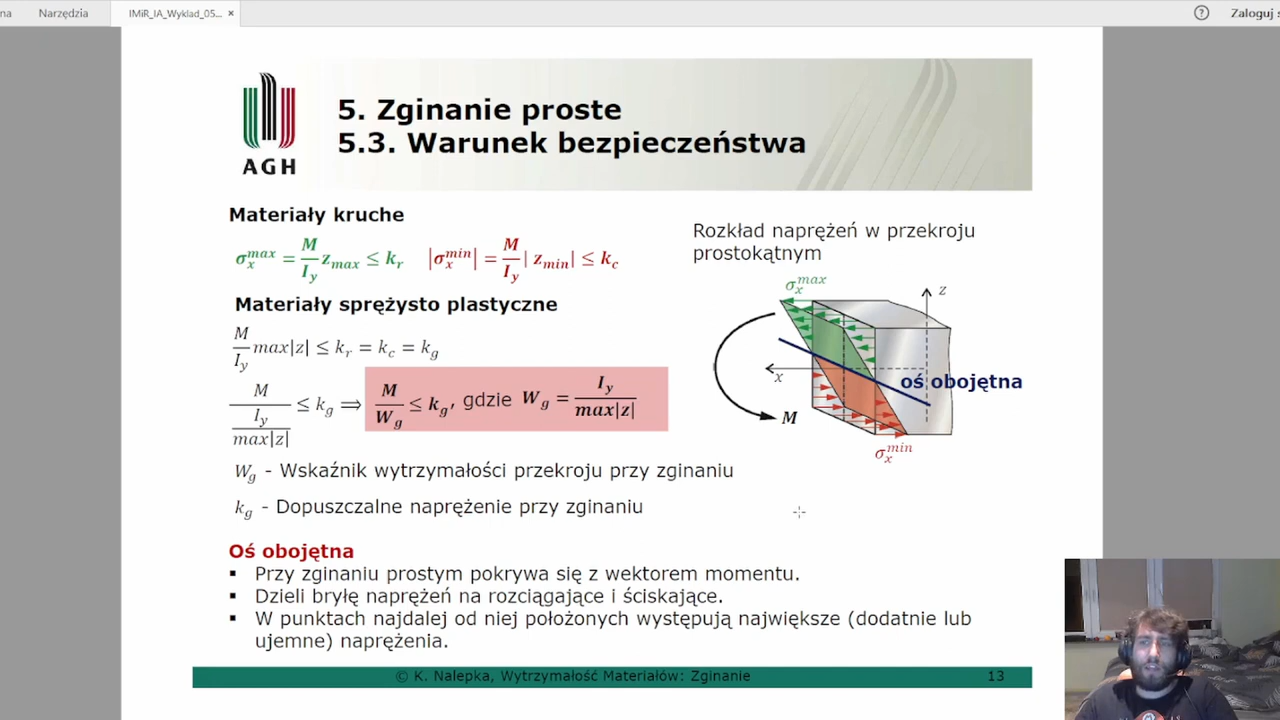 na Narzędzia IMiR_IA_Wyklad_05... × ? Zaloguj s
AGH
5. Zginanie proste
5.3. Warunek bezpieczeństwa
Materiały kruche
σ_x^max = M/I_y z_max ≤ k_r |σ_x^min| = M/I_y | z_min| ≤ k_c
Materiały sprężysto plastyczne
M/I_y max|z| ≤ k_r = k_c = k_g
M/(I_y/max|z|) ≤ k_g ⟹ M/W_g ≤ k_g, gdzie W_g = I_y/max|z|
W_g - Wskaźnik wytrzymałości przekroju przy zginaniu
k_g - Dopuszczalne naprężenie przy zginaniu
Rozkład naprężeń w przekroju
prostokątnym
σ_x^max
z
x
oś obojętna
M
σ_x^min
Oś obojętna
▪ Przy zginaniu prostym pokrywa się z wektorem momentu.
▪ Dzieli bryłę naprężeń na rozciągające i ściskające.
▪ W punktach najdalej od niej położonych występują największe (dodatnie lub
ujemne) naprężenia.
© K. Nalepka, Wytrzymałość Materiałów: Zginanie 13